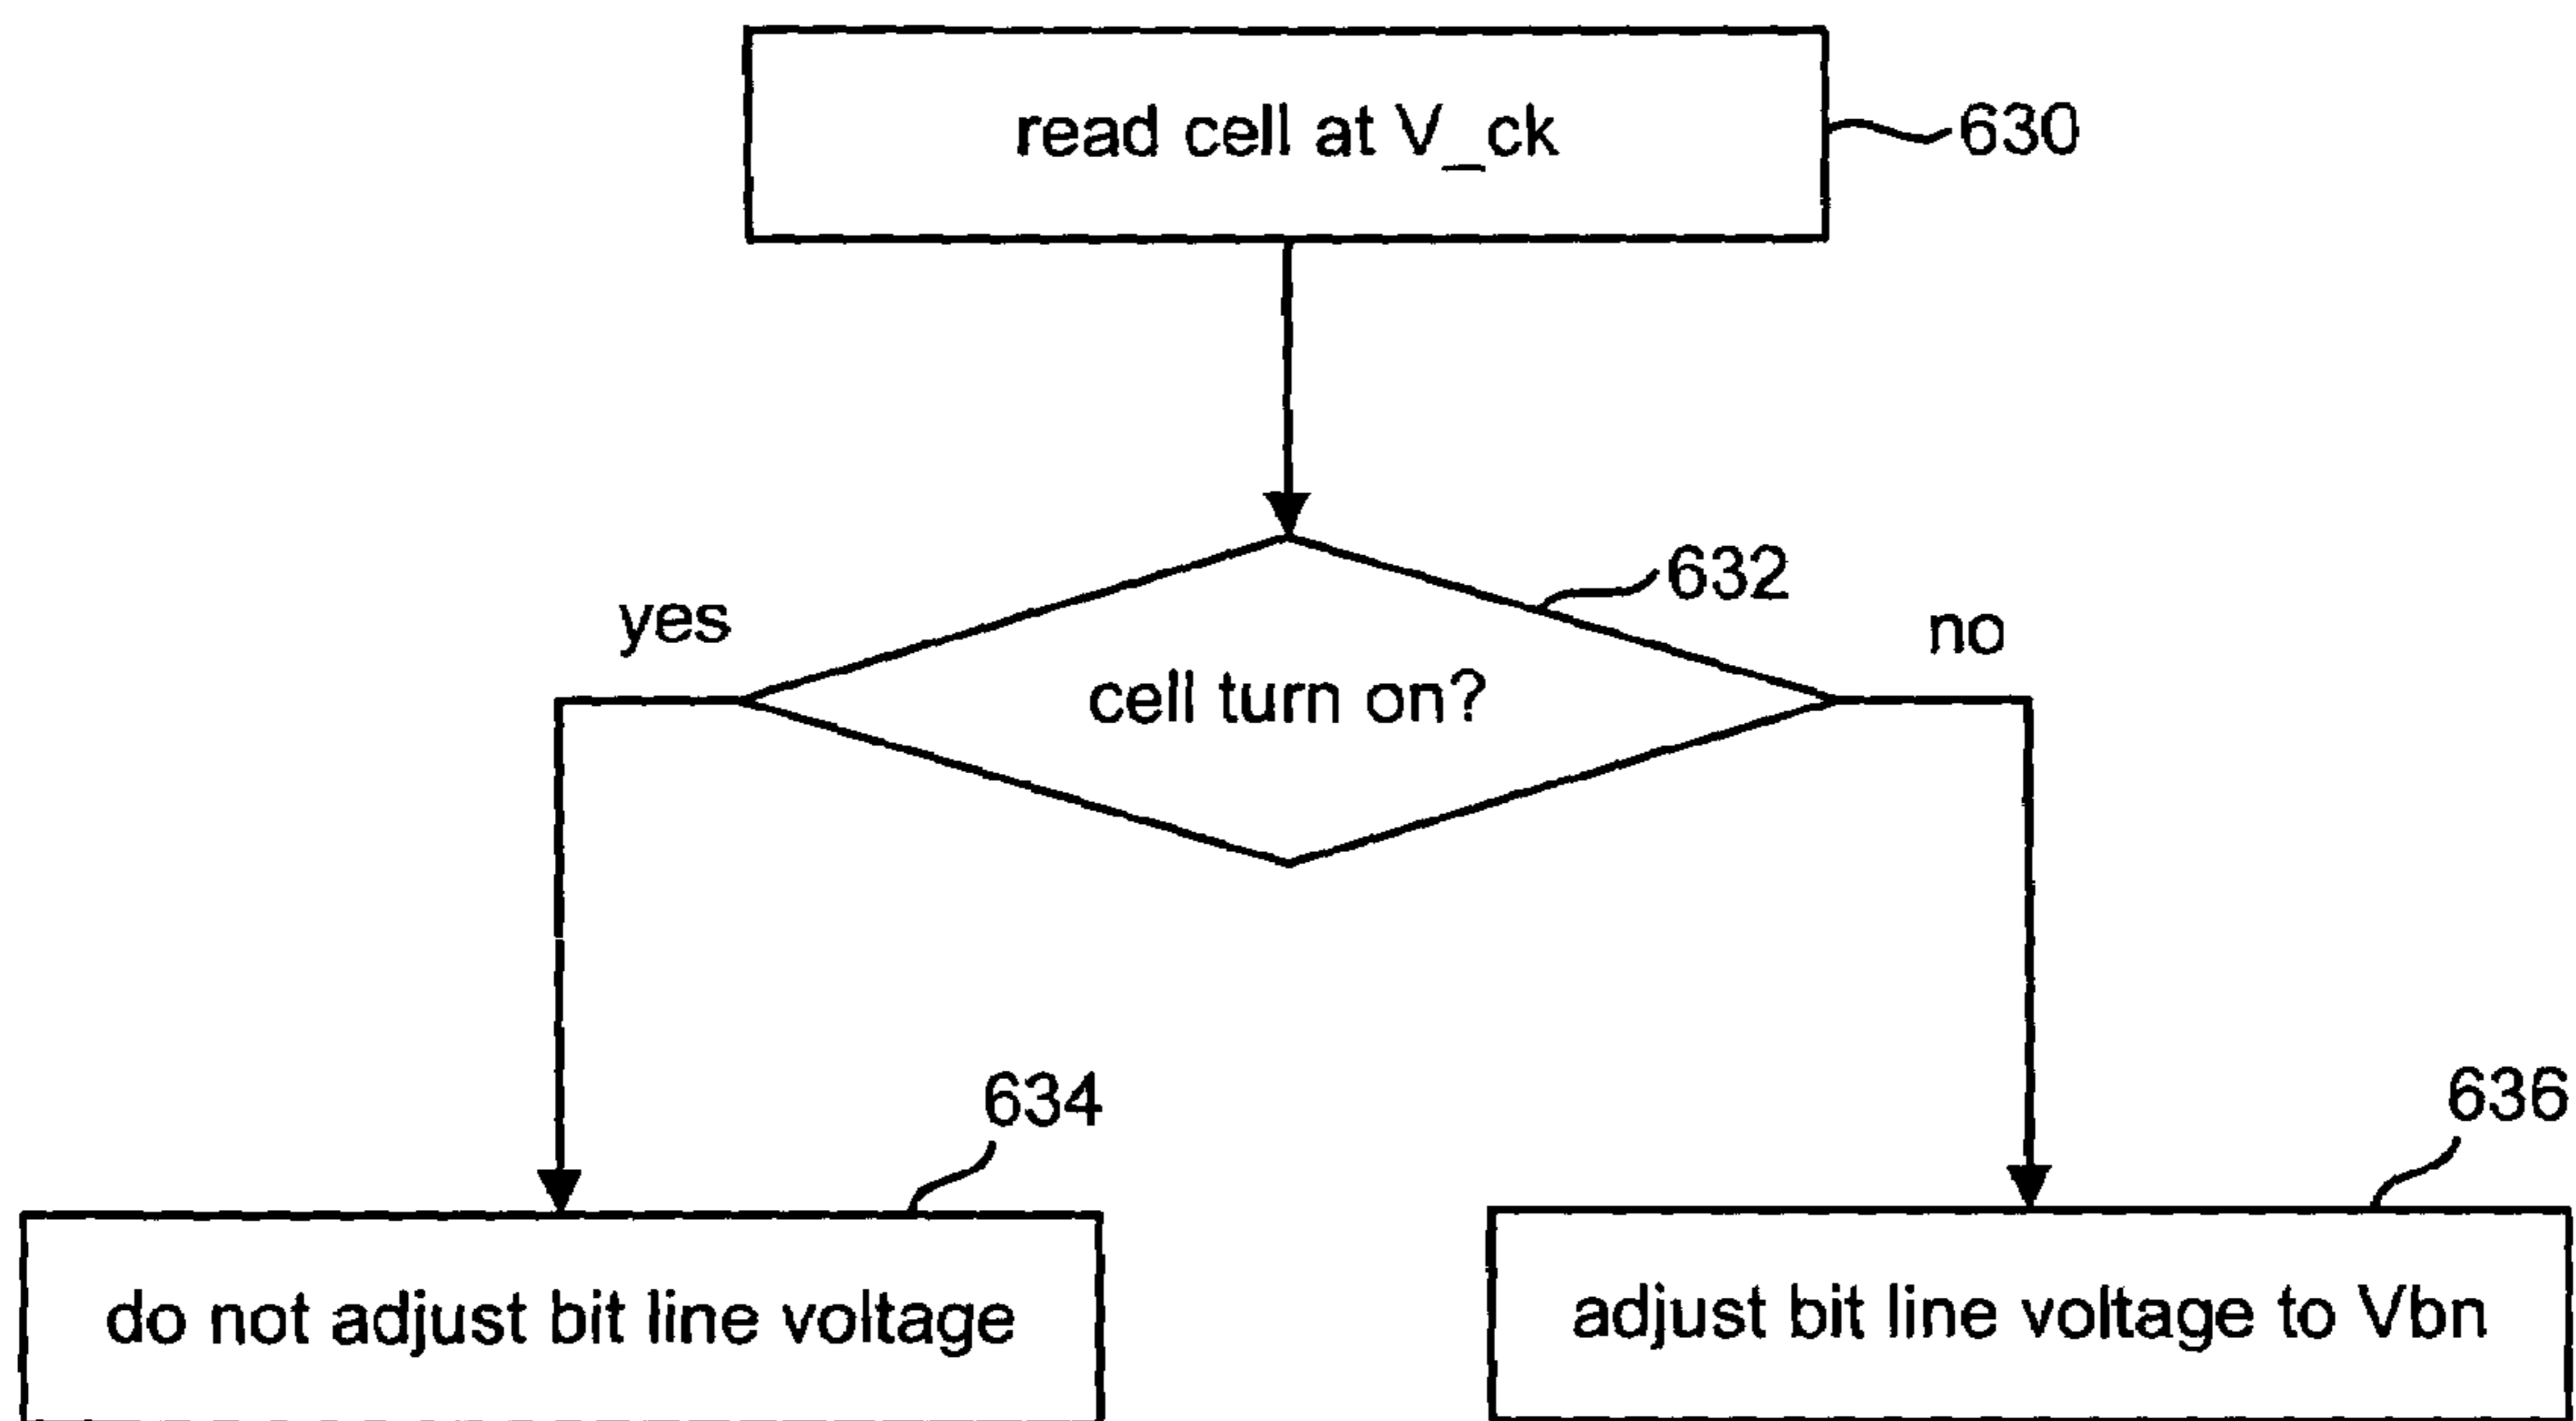 read cell at V_ck
630
632
yes
no
cell turn on?
634
636
do not adjust bit line voltage
adjust bit line voltage to Vbn